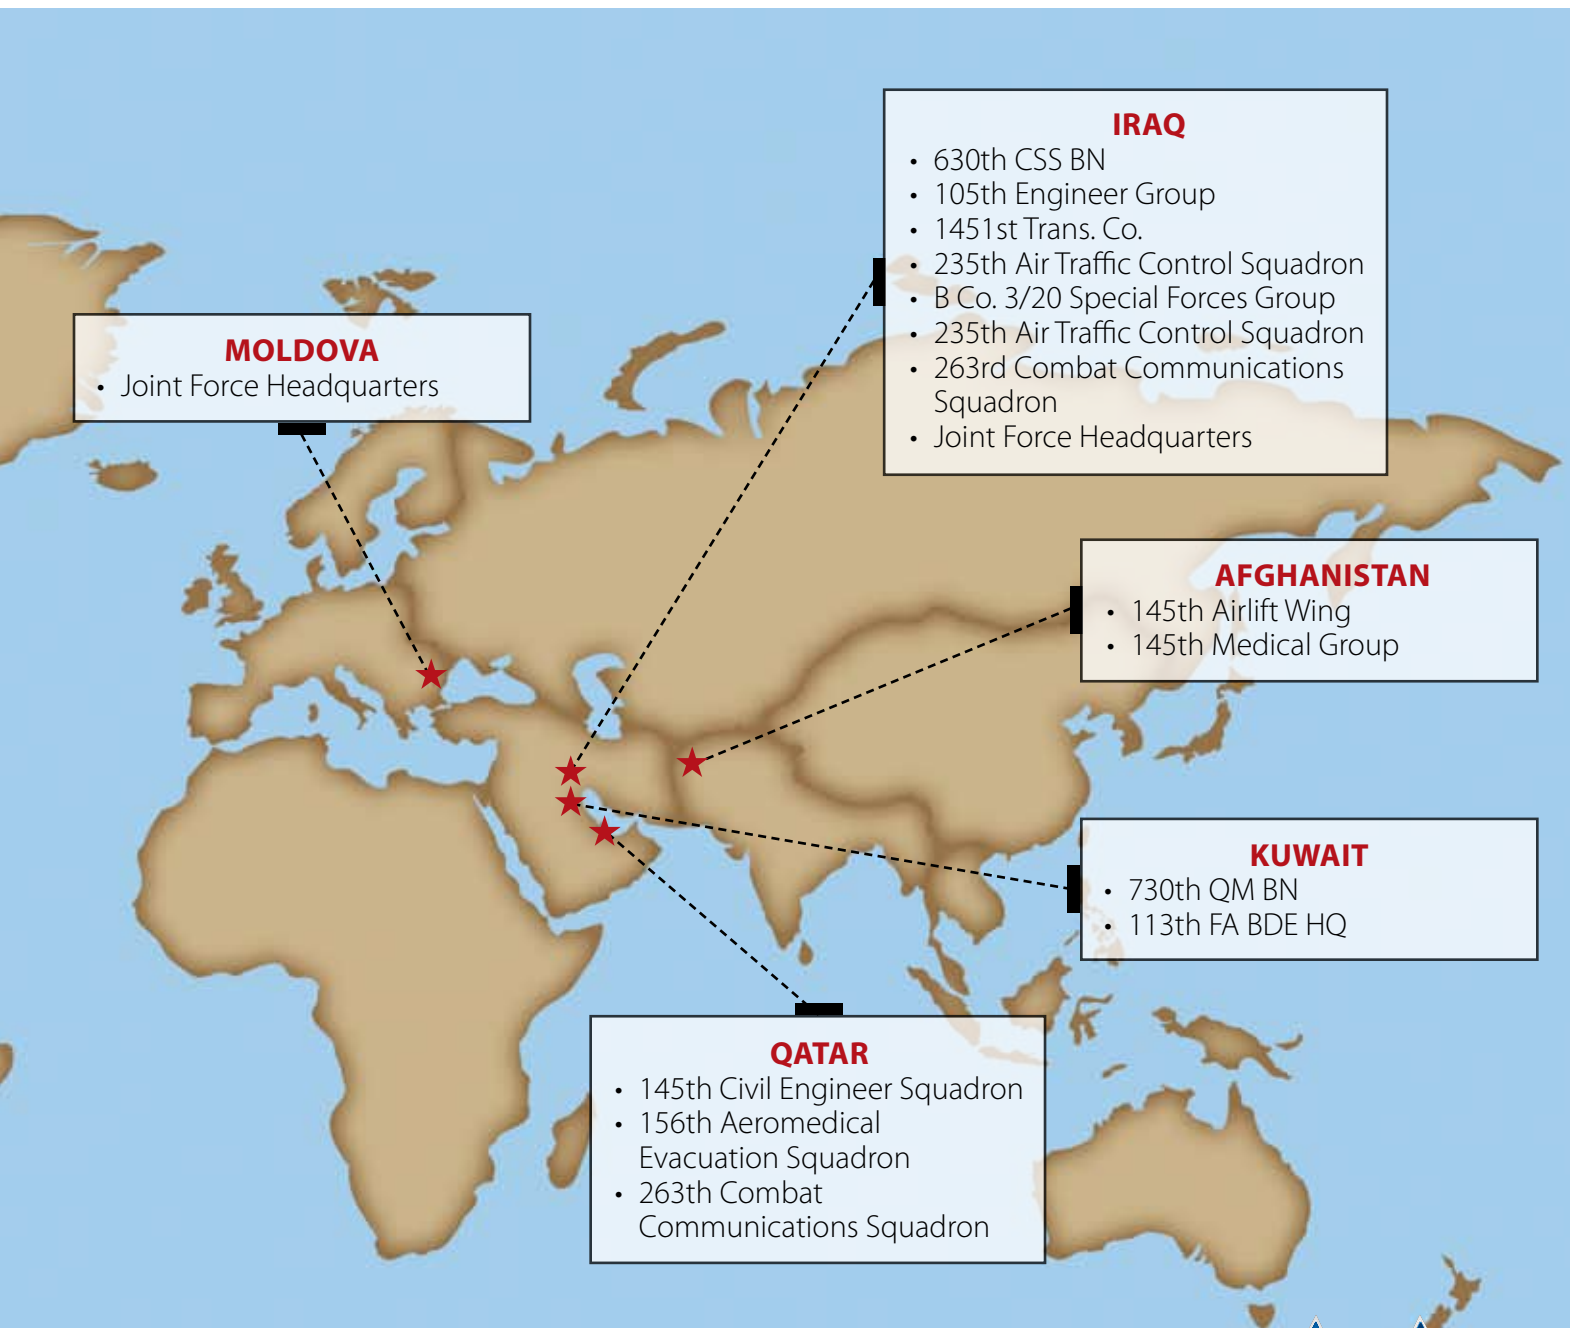 IRAQ
• 630th CSS BN
• 105th Engineer Group
• 1451st Trans. Co.
• 235th Air Traffic Control Squadron
• B Co. 3/20 Special Forces Group
• 235th Air Traffic Control Squadron
• 263rd Combat Communications
Squadron
• Joint Force Headquarters
MOLDOVA
• Joint Force Headquarters
AFGHANISTAN
• 145th Airlift Wing
• 145th Medical Group
KUWAIT
• 730th QM BN
• 113th FA BDE HQ
QATAR
• 145th Civil Engineer Squadron
• 156th Aeromedical
Evacuation Squadron
• 263th Combat
Communications Squadron